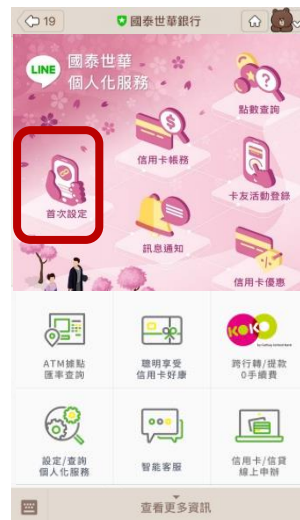 19
國泰世華銀行
LINE
國泰世華
個人化服務
點數查詢
信用卡帳務
首次設定
卡友活動登錄
訊息通知
信用卡優惠
ATM據點
匯率查詢
聰明享受
信用卡好康
KOKO
跨行轉/提款
0手續費
設定/查詢
個人化服務
智能客服
信用卡/信貸
線上申辦
查看更多資訊